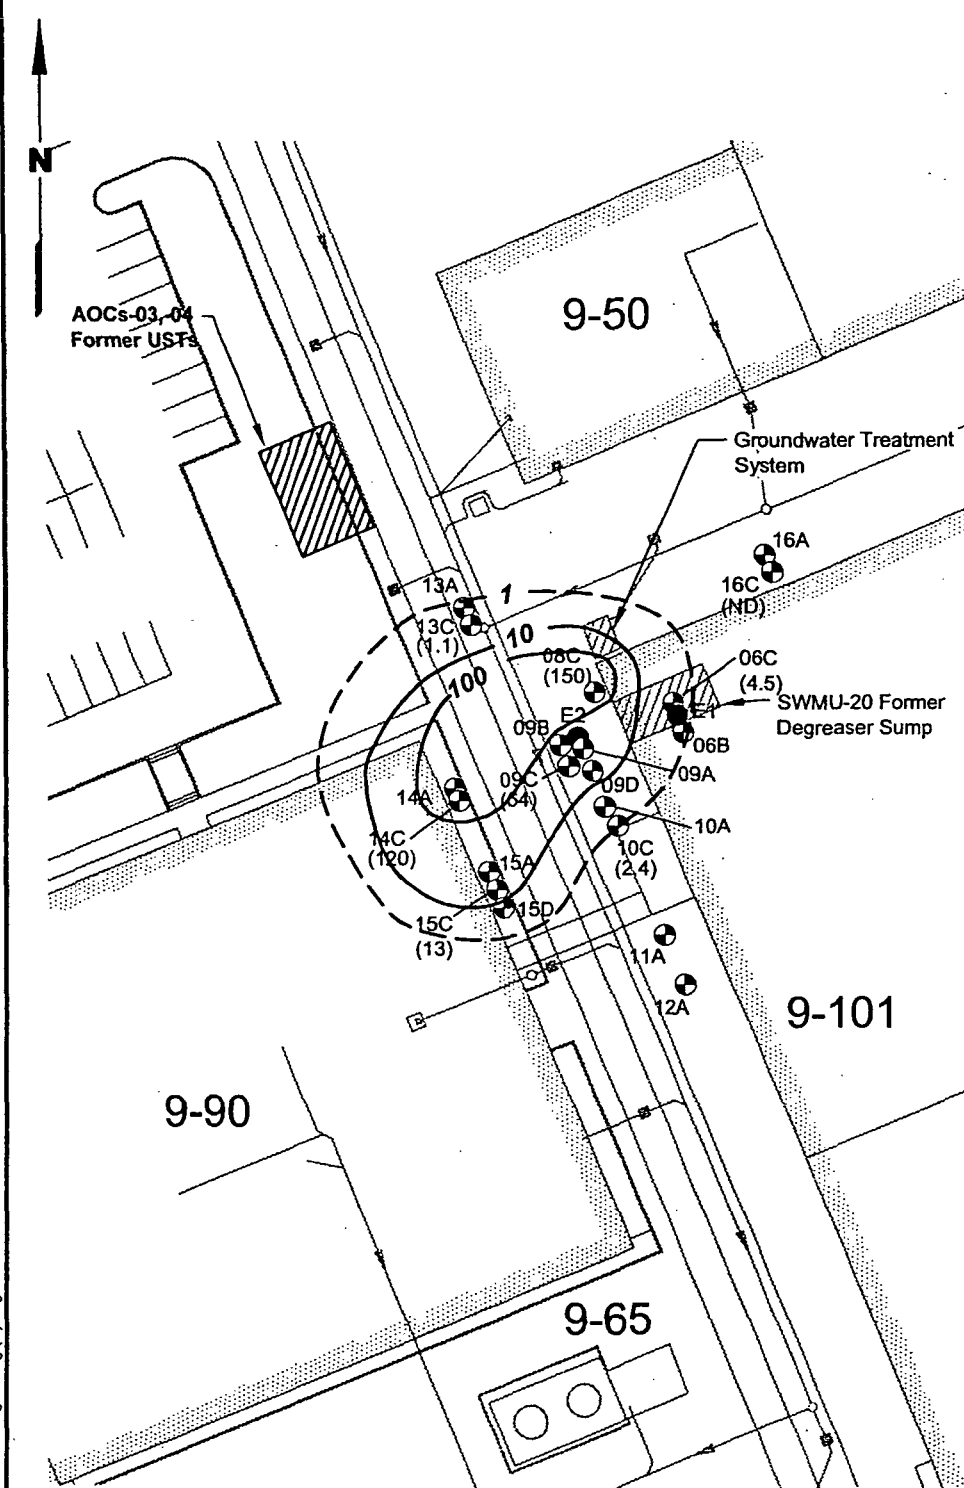 N
9-50
AOCs-03,-04
Former USTs
Groundwater Treatment
System
16A
16C
(ND)
13A
13C
(1.1)
1
10
100
08C
(150)
06C
(4.5)
SWMU-20 Former
Degreaser Sump
E1
06B
E2
09B
09A
09C
(54)
09D
14A
14C
(120)
10A
10C
(2.4)
15A
15D
15C
(13)
11A
12A
9-101
9-90
9-65